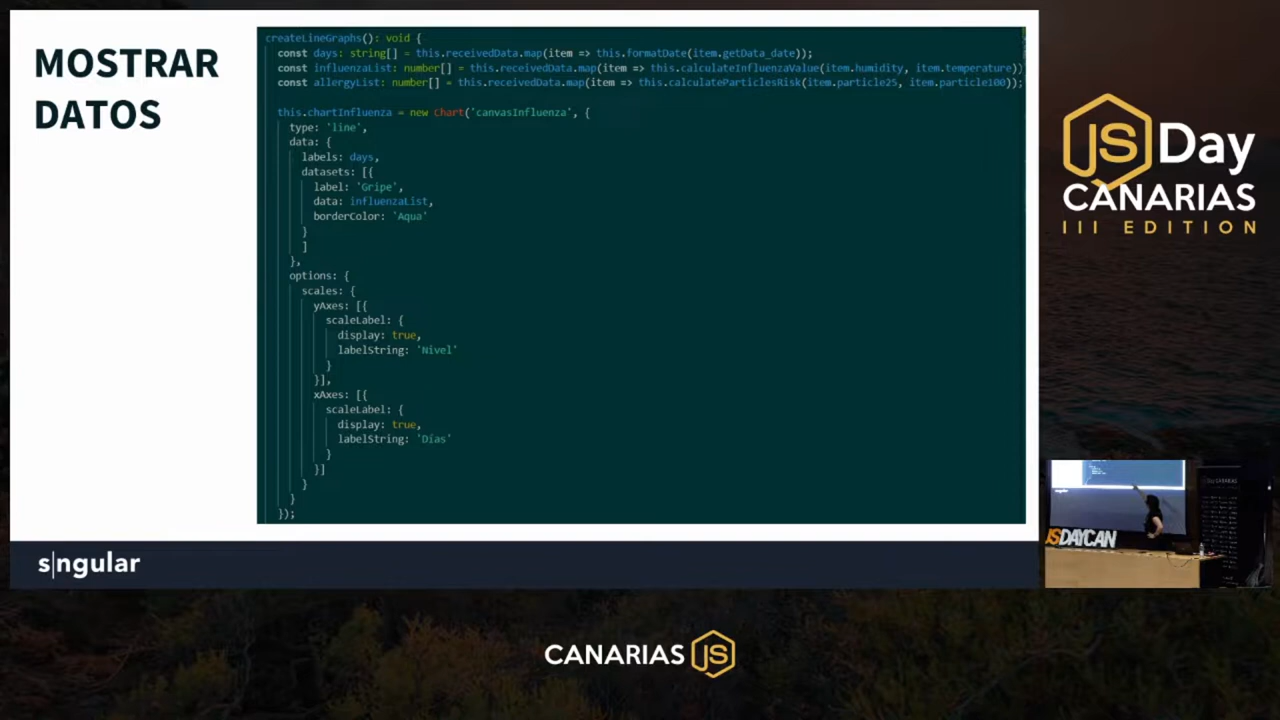 MOSTRAR
DATOS
createLineGraphs(): void {
const days: string[] = this.receivedData.map(item => this.formatDate(item.getData_date));
const influenzaList: number[] = this.receivedData.map(item => this.calculateInfluenzaValue(item.humidity, item.temperature))
const allergyList: number[] = this.receivedData.map(item => this.calculateParticlesRisk(item.particle25, item.particle100));
this.chartInfluenza = new Chart('canvasInfluenza', {
type: 'line',
data: {
labels: days,
datasets: [{
label: 'Gripe',
data: influenzaList,
borderColor: 'Aqua'
}
]
},
options: {
scales: {
yAxes: [{
scaleLabel: {
display: true,
labelString: 'Nivel'
}
}],
xAxes: [{
scaleLabel: {
display: true,
labelString: 'Días'
}
}]
}
}
});
s|ngular
JS Day
CANARIAS
III EDITION
JSDAYCAN
CANARIAS JS